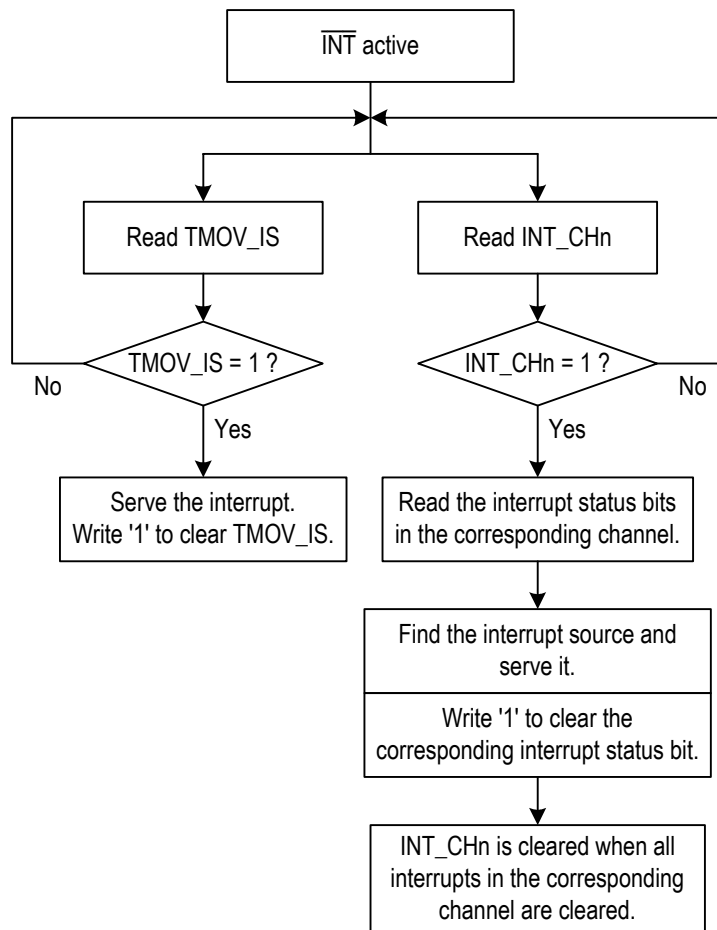 INT active
Read TMOV_IS
Read INT_CHn
TMOV_IS = 1 ?
INT_CHn = 1 ?
No
No
Yes
Yes
Serve the interrupt.
Write '1' to clear TMOV_IS.
Read the interrupt status bits
in the corresponding channel.
Find the interrupt source and
serve it.
Write '1' to clear the
corresponding interrupt status bit.
INT_CHn is cleared when all
interrupts in the corresponding
channel are cleared.